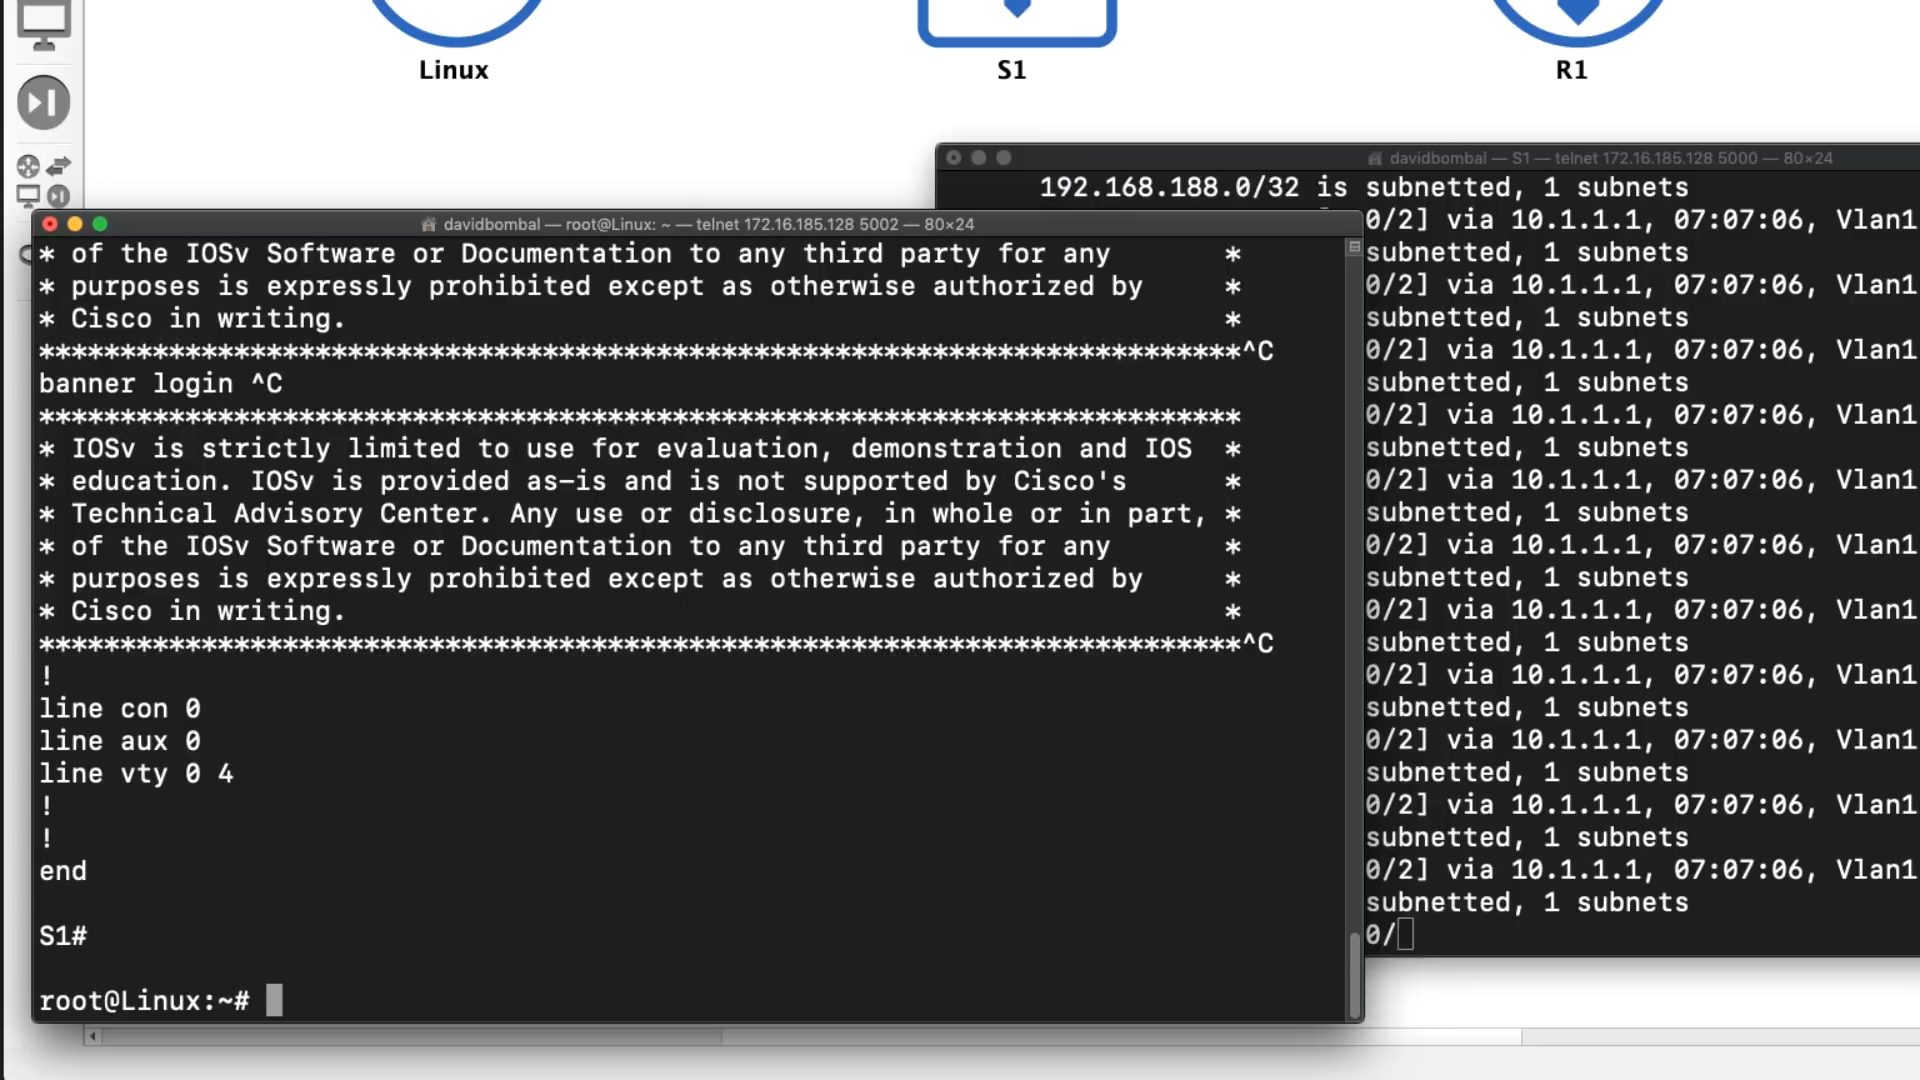 Linux
S1
R1
davidbombal — S1 — telnet 172.16.185.128 5000 — 80×24
192.168.188.0/32 is subnetted, 1 subnets
0/2] via 10.1.1.1, 07:07:06, Vlan1
subnetted, 1 subnets
0/2] via 10.1.1.1, 07:07:06, Vlan1
subnetted, 1 subnets
0/2] via 10.1.1.1, 07:07:06, Vlan1
subnetted, 1 subnets
0/2] via 10.1.1.1, 07:07:06, Vlan1
subnetted, 1 subnets
0/2] via 10.1.1.1, 07:07:06, Vlan1
subnetted, 1 subnets
0/2] via 10.1.1.1, 07:07:06, Vlan1
subnetted, 1 subnets
0/2] via 10.1.1.1, 07:07:06, Vlan1
subnetted, 1 subnets
0/2] via 10.1.1.1, 07:07:06, Vlan1
subnetted, 1 subnets
0/2] via 10.1.1.1, 07:07:06, Vlan1
subnetted, 1 subnets
0/2] via 10.1.1.1, 07:07:06, Vlan1
subnetted, 1 subnets
0/2] via 10.1.1.1, 07:07:06, Vlan1
subnetted, 1 subnets
0/
davidbombal — root@Linux: ~ — telnet 172.16.185.128 5002 — 80×24
* of the IOSv Software or Documentation to any third party for any *
* purposes is expressly prohibited except as otherwise authorized by *
* Cisco in writing. *
**************************************************************************^C
banner login ^C
**************************************************************************
* IOSv is strictly limited to use for evaluation, demonstration and IOS *
* education. IOSv is provided as-is and is not supported by Cisco's *
* Technical Advisory Center. Any use or disclosure, in whole or in part, *
* of the IOSv Software or Documentation to any third party for any *
* purposes is expressly prohibited except as otherwise authorized by *
* Cisco in writing. *
**************************************************************************^C
!
line con 0
line aux 0
line vty 0 4
!
!
end
S1#
root@Linux:~#